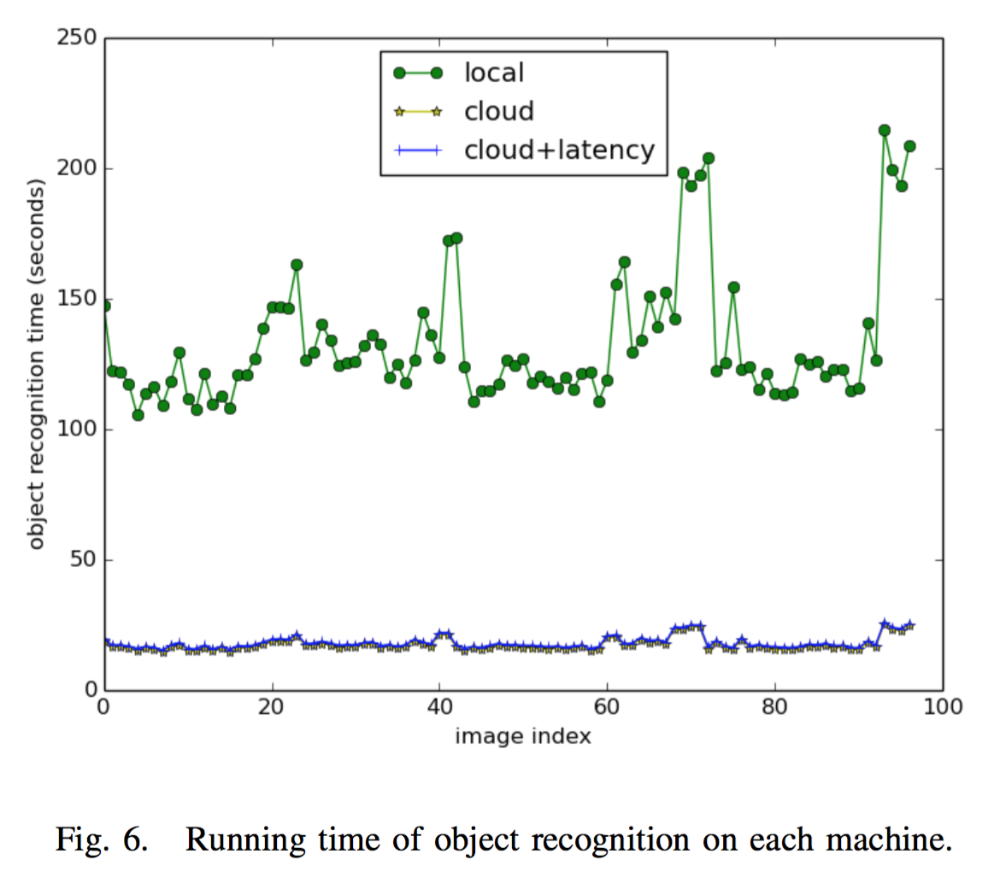 250
200
150
100
50
0
object recognition time (seconds)
local
cloud
cloud+latency
0 20 40 60 80 100
image index
Fig. 6. Running time of object recognition on each machine.